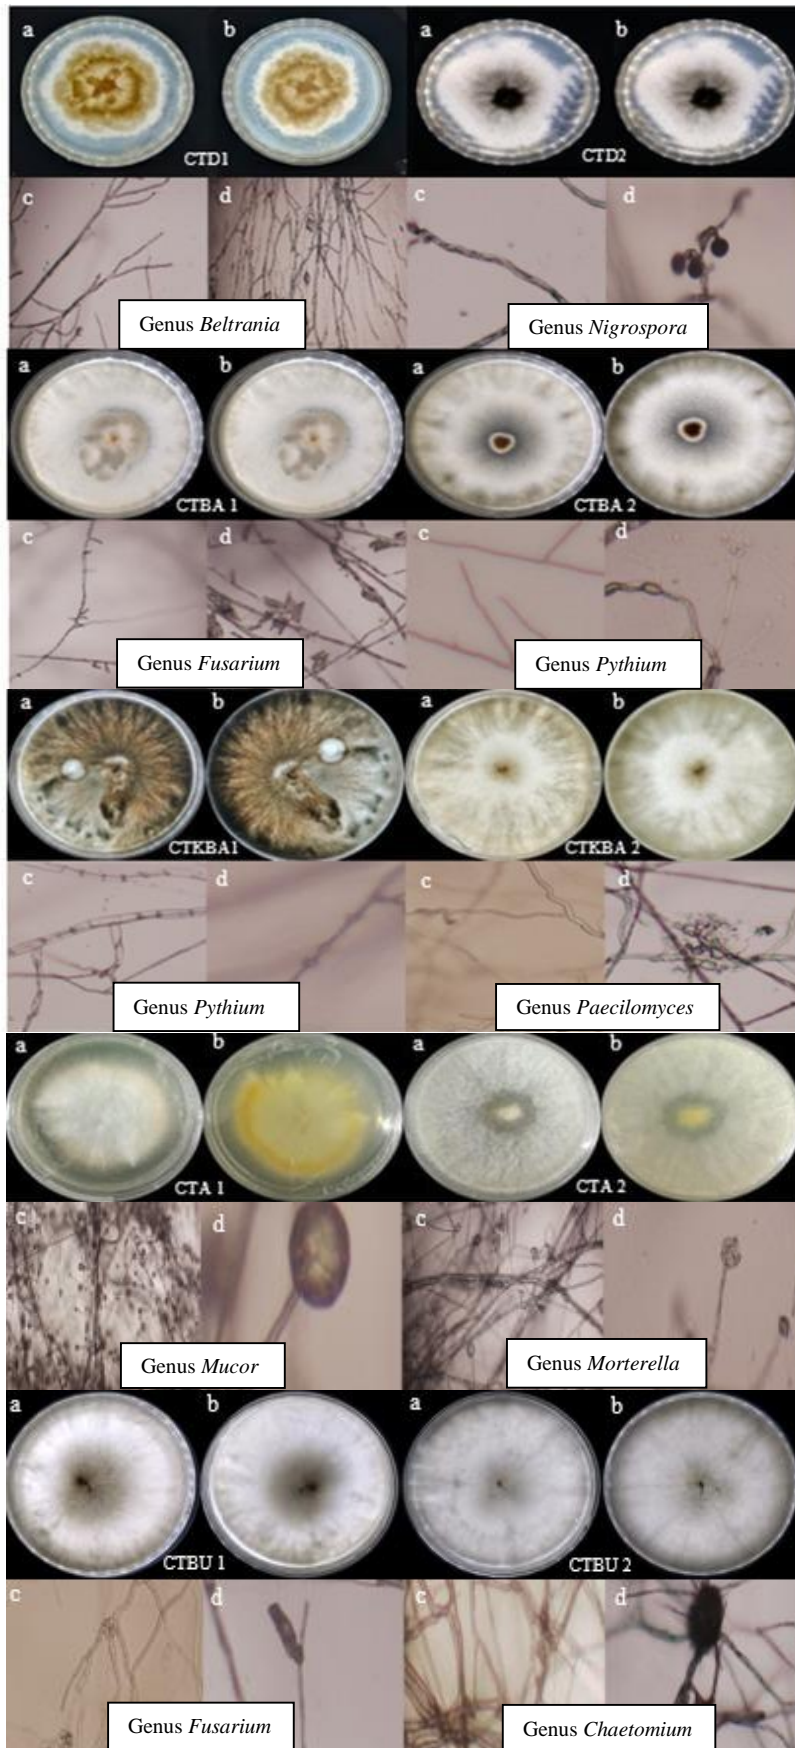 a b a b
CTD1 CTD2
c d c d
Genus Beltrania Genus Nigrospora
a b a b
CTBA 1 CTBA 2
c d c d
Genus Fusarium Genus Pythium
a b a b
CTKBA1 CTKBA 2
c d c d
Genus Pythium Genus Paecilomyces
a b a b
CTA 1 CTA 2
c d c d
Genus Mucor Genus Morterella
a b a b
CTBU 1 CTBU 2
c d c d
Genus Fusarium Genus Chaetomium